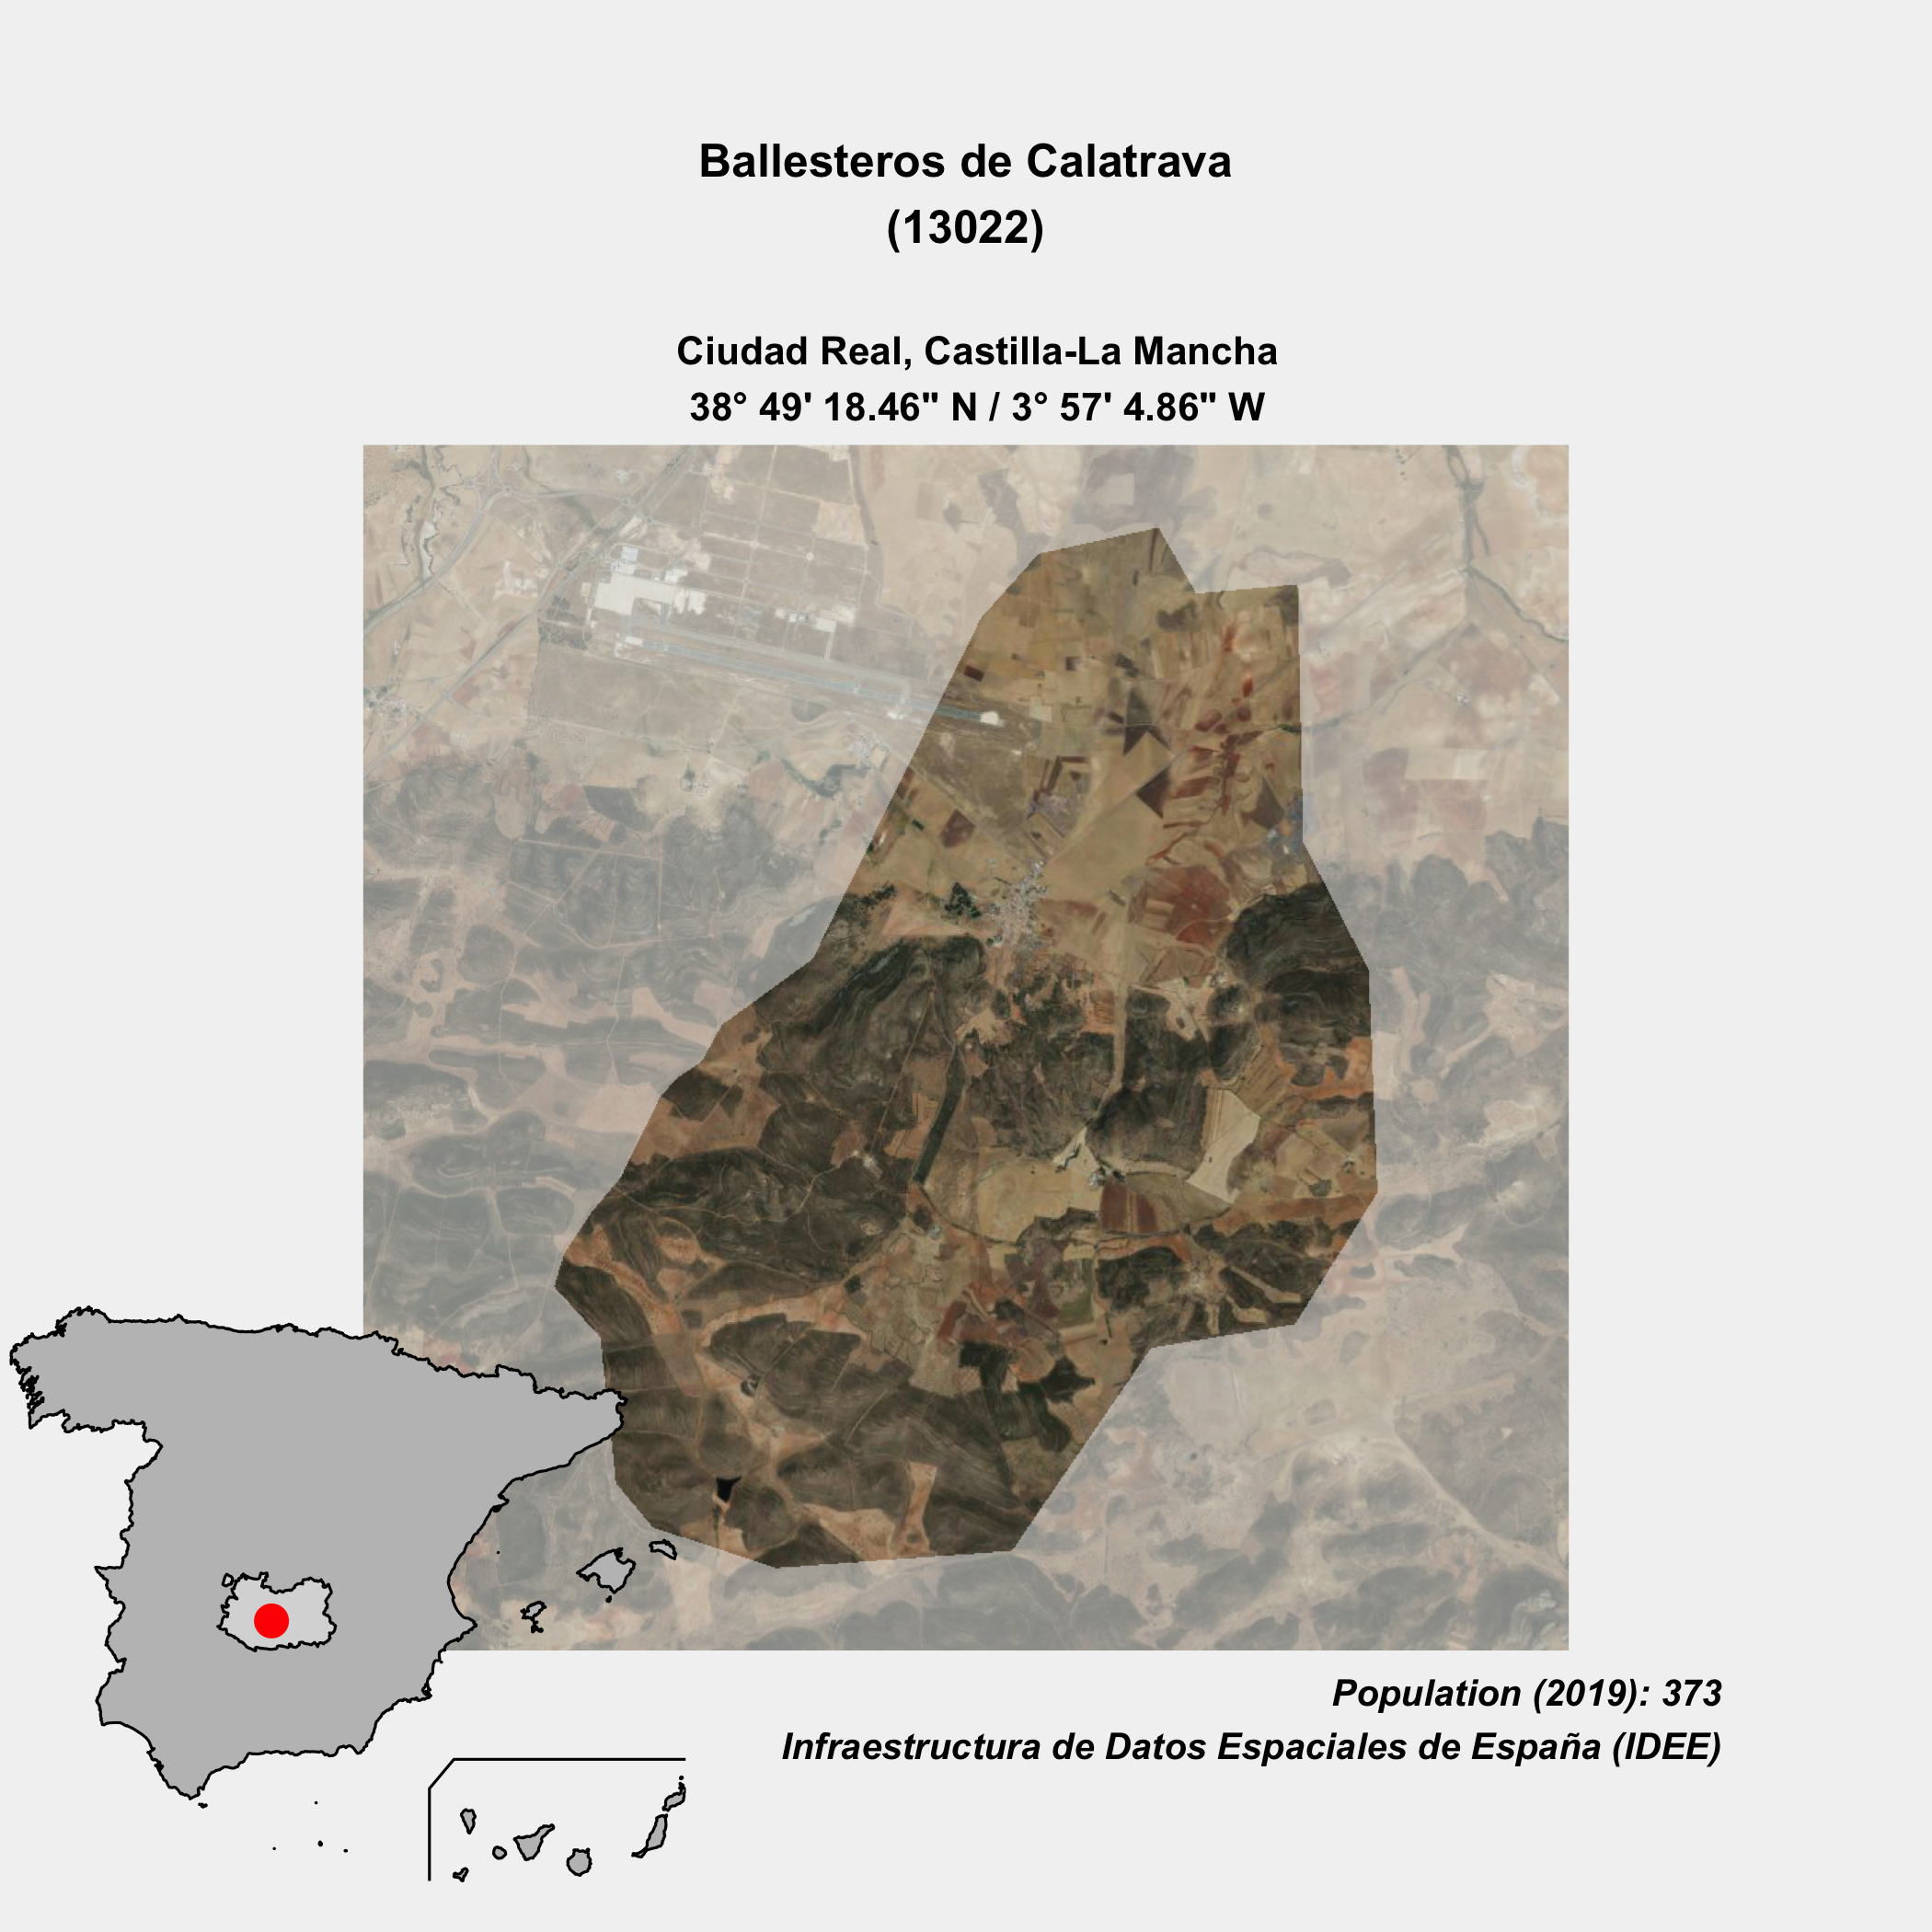 Ballesteros de Calatrava
(13022)
Ciudad Real, Castilla-La Mancha
38° 49' 18.46" N / 3° 57' 4.86" W
Population (2019): 373
Infraestructura de Datos Espaciales de España (IDEE)